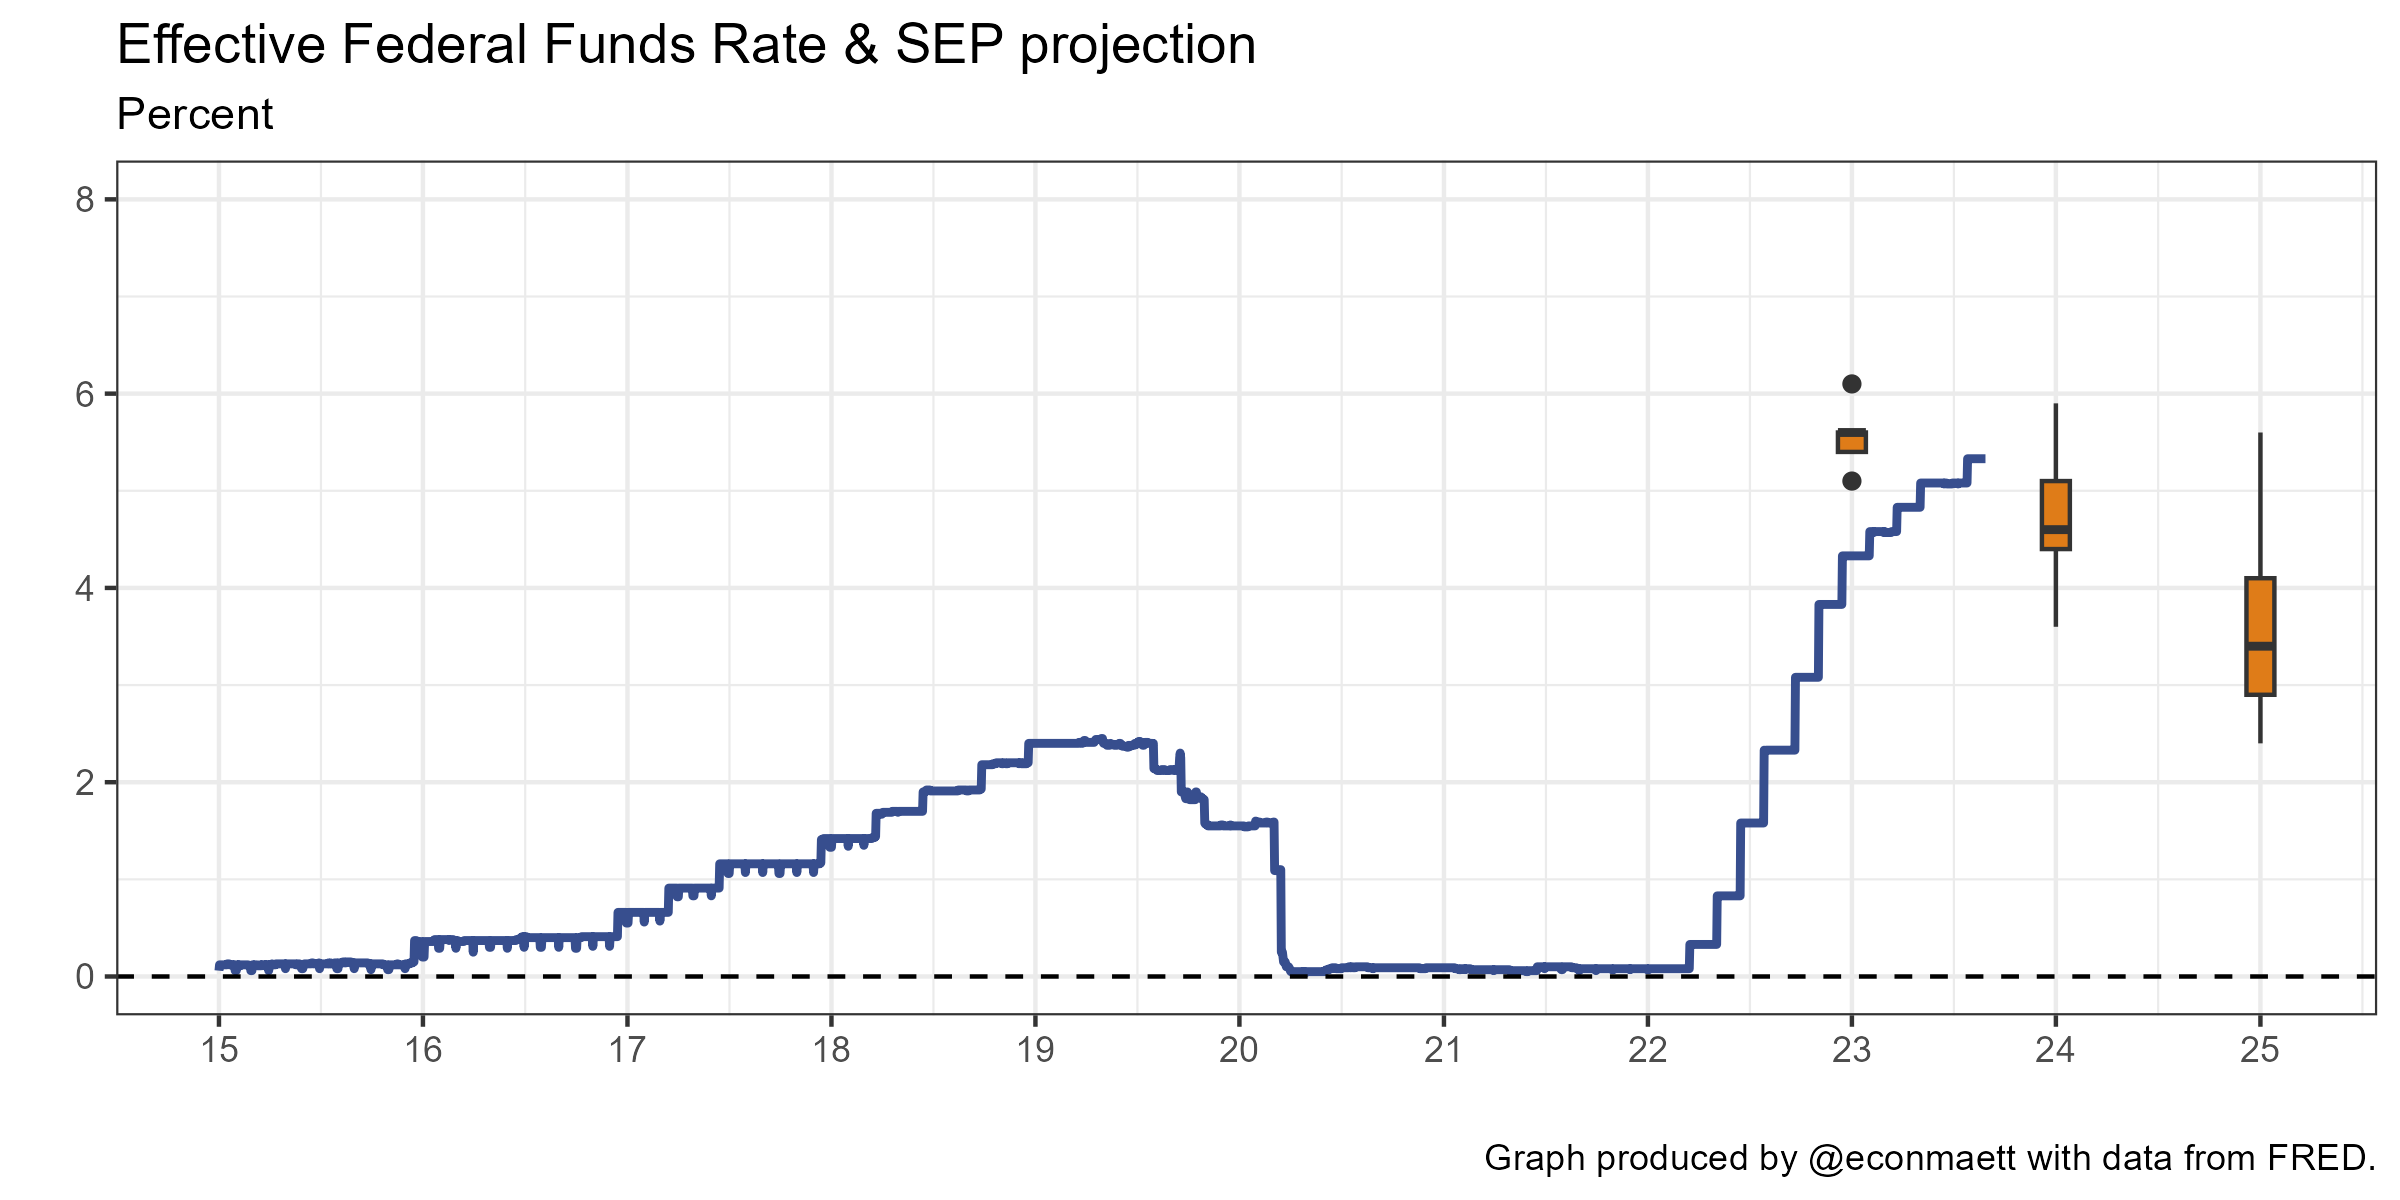 Effective Federal Funds Rate & SEP projection
Percent
8
6
4
2
0
15 16 17 18 19 20 21 22 23 24 25
Graph produced by @econmaett with data from FRED.